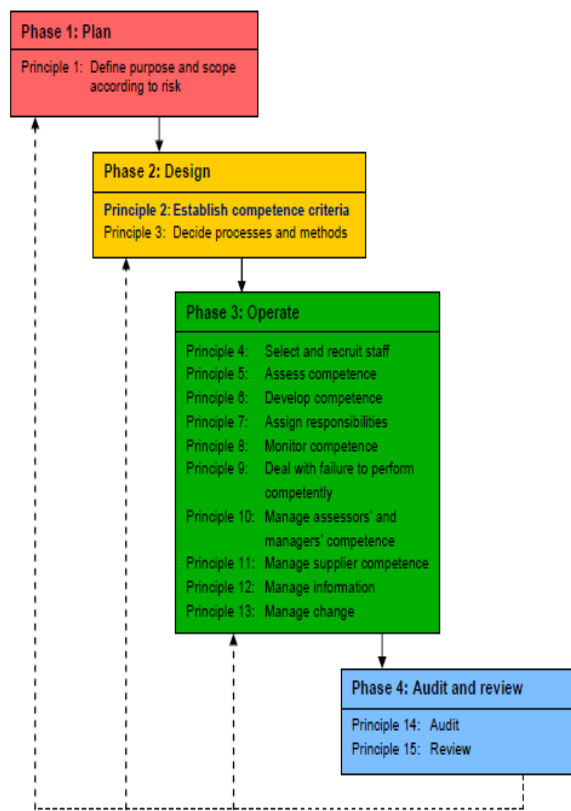 Phase 1: Plan
Principle 1: Define purpose and scope
according to risk
Phase 2: Design
Principle 2: Establish competence criteria
Principle 3: Decide processes and methods
Phase 3: Operate
Principle 4: Select and recruit staff
Principle 5: Assess competence
Principle 6: Develop competence
Principle 7: Assign responsibilities
Principle 8: Monitor competence
Principle 9: Deal with failure to perform
competently
Principle 10: Manage assessors' and
managers' competence
Principle 11: Manage supplier competence
Principle 12: Manage information
Principle 13: Manage change
Phase 4: Audit and review
Principle 14: Audit
Principle 15: Review